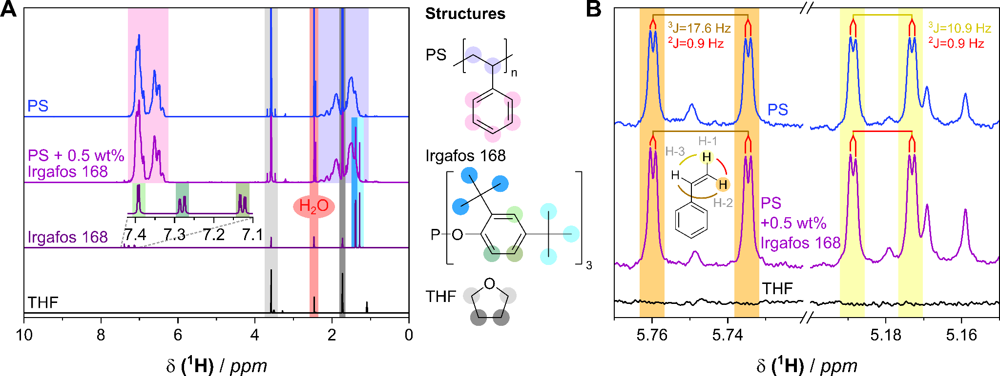 A
PS
PS + 0.5 wt%
Irgafos 168
7.4 7.3 7.2 7.1
H₂O
Irgafos 168
THF
10 8 6 4 2 0
δ (¹H) / ppm
Structures
PS
n
Irgafos 168
P O
3
THF
O
B
³J=17.6 Hz
²J=0.9 Hz
³J=10.9 Hz
²J=0.9 Hz
PS
H-1
H-3
H
H
H
H-2
PS
+0.5 wt%
Irgafos 168
THF
5.76 5.74 5.18 5.16
δ (¹H) / ppm